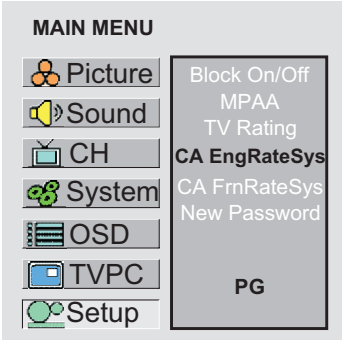 MAIN MENU
Picture
Sound
CH
System
OSD
TVPC
Setup
Block On/Off
MPAA
TV Rating
CA EngRateSys
CA FrnRateSys
New Password
PG